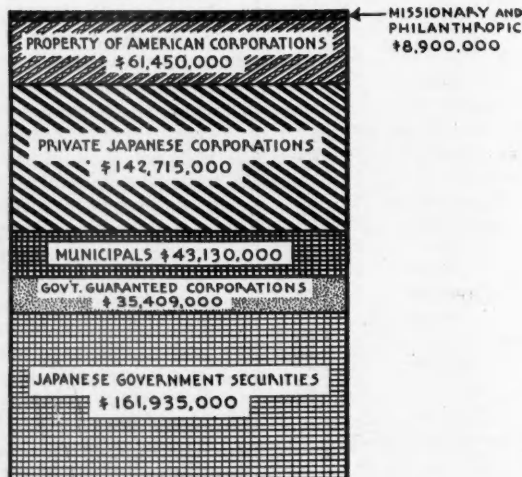 MISSIONARY AND
PHILANTHROPIC
$8,900,000
PROPERTY OF AMERICAN CORPORATIONS
$61,450,000
PRIVATE JAPANESE CORPORATIONS
$142,715,000
MUNICIPALS $43,130,000
GOV'T. GUARANTEED CORPORATIONS
$35,409,000
JAPANESE GOVERNMENT SECURITIES
$161,935,000